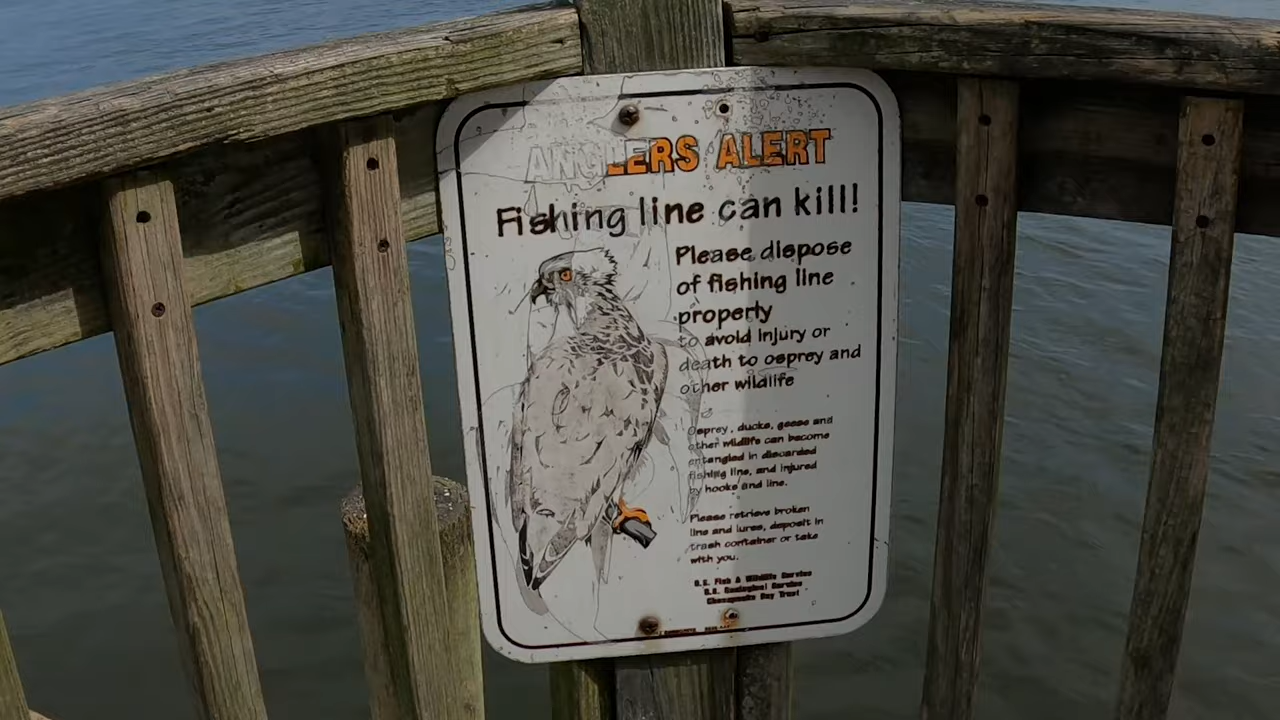 ANGLERS ALERT
Fishing line can kill!
Please dispose
of fishing line
properly
to avoid injury or
death to osprey and
other wildlife
Osprey, ducks, geese and
other wildlife can become
entangled in discarded
fishing line, and injured
by hooks and line.
Please retrieve broken
line and lures, deposit in
trash container or take
with you.
U.S. Fish & Wildlife Service
U.S. Geological Service
Chesapeake Bay Trust